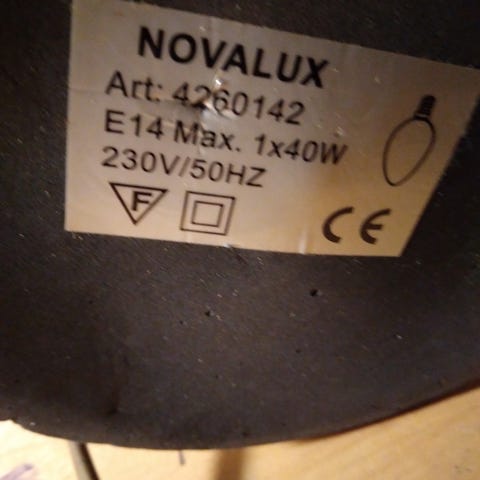 NOVALUX
Art: 4260142
E14 Max. 1x40W
230V/50HZ
F CE